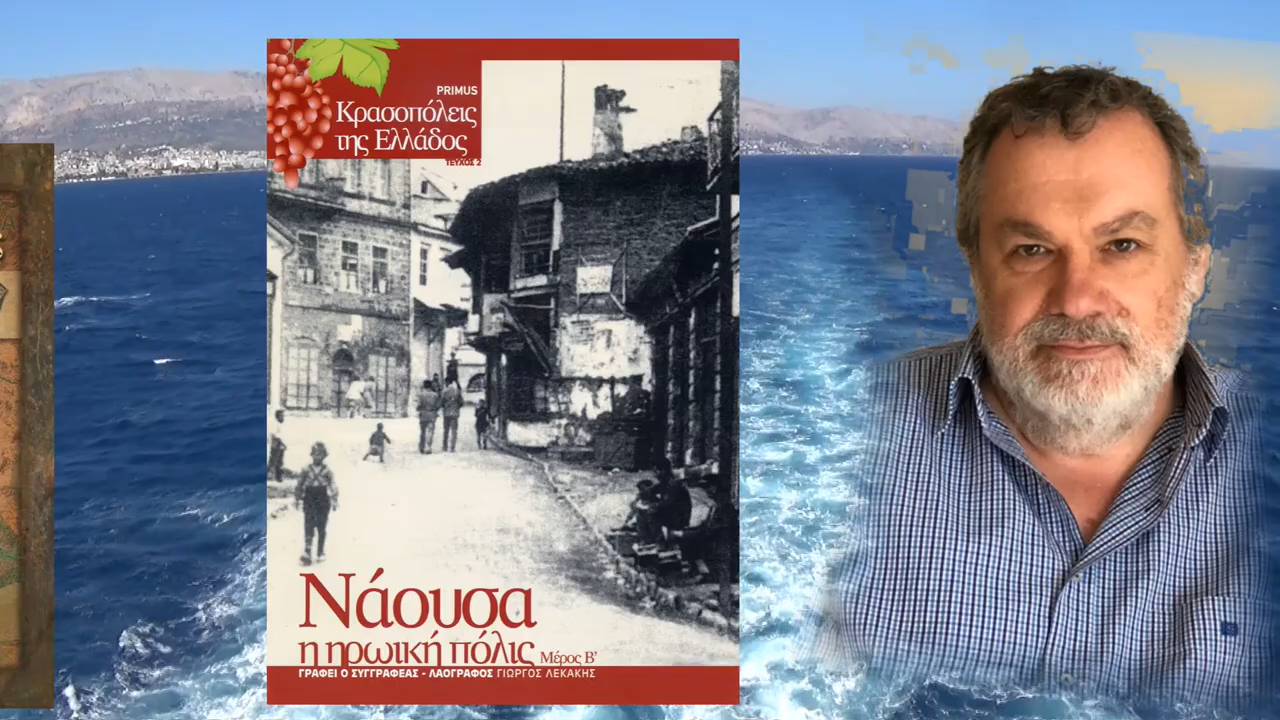 PRIMUS
Κρασοπόλεις
της Ελλάδος
ΤΕΥΧΟΣ 2
Νάουσα
η ηρωική πόλις Μέρος Β'
ΓΡΑΦΕΙ Ο ΣΥΓΓΡΑΦΕΑΣ - ΛΑΟΓΡΑΦΟΣ ΓΙΩΡΓΟΣ ΛΕΚΑΚΗΣ